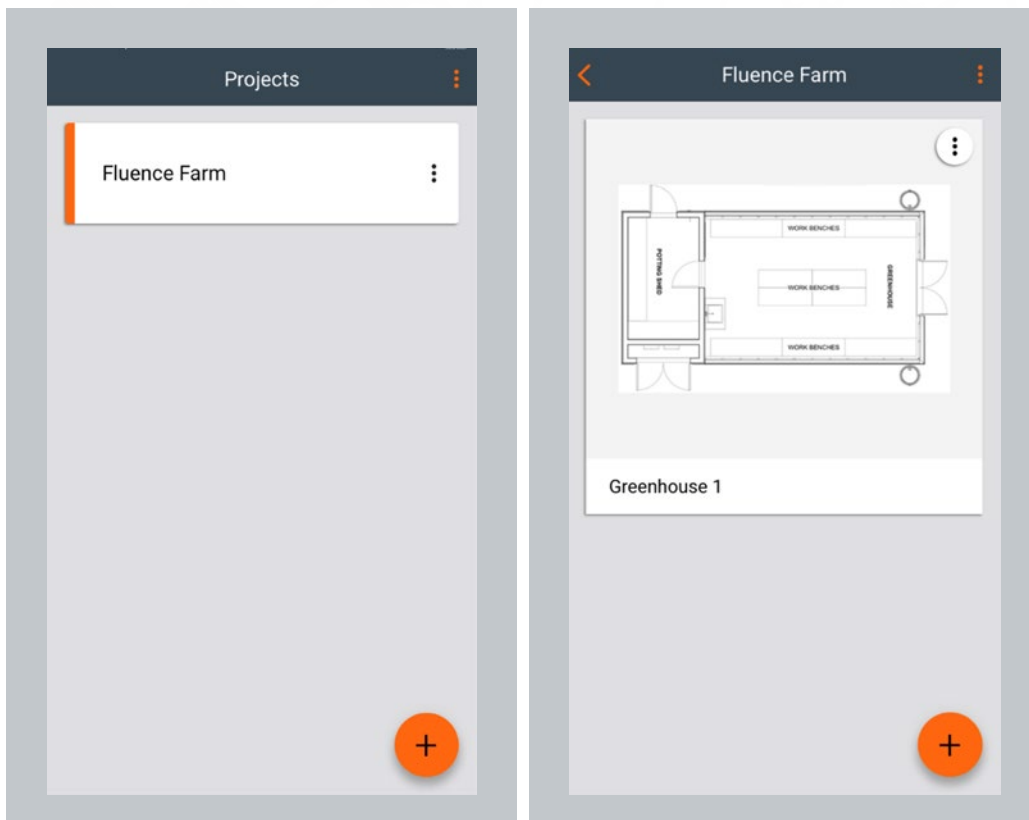 Projects
Fluence Farm
Fluence Farm
WORK BENCHES
POTTING SHED
WORK BENCHES
GREENHOUSE
WORK BENCHES
Greenhouse 1